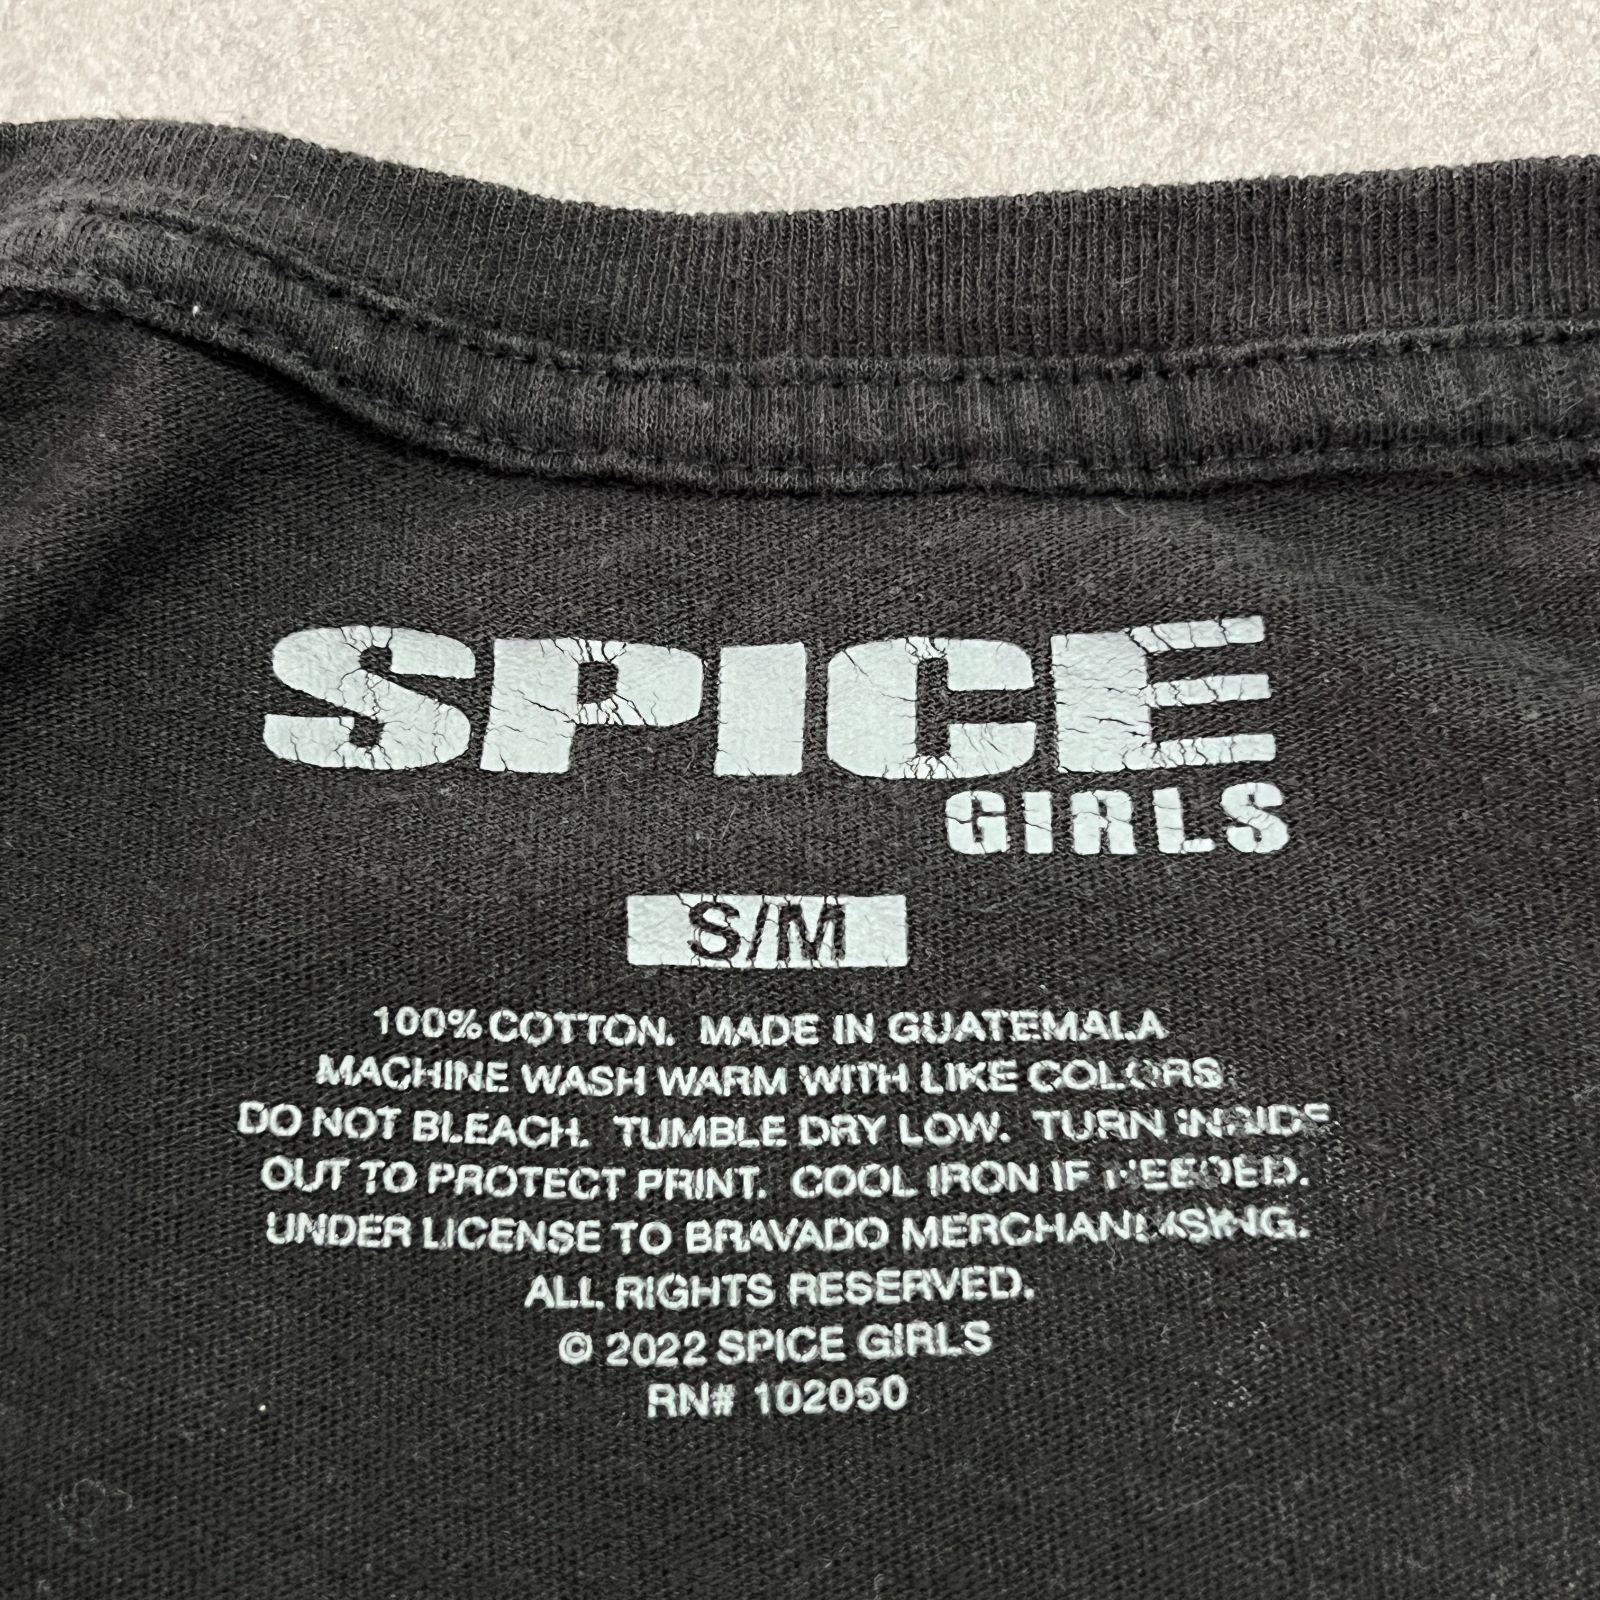 SPICE
GIRLS
S/M
100% COTTON. MADE IN GUATEMALA
MACHINE WASH WARM WITH LIKE COLORS
DO NOT BLEACH. TUMBLE DRY LOW. TURN INSIDE
OUT TO PROTECT PRINT. COOL IRON IF NEEDED.
UNDER LICENSE TO BRAVADO MERCHANDISING.
ALL RIGHTS RESERVED.
© 2022 SPICE GIRLS
RN# 102050